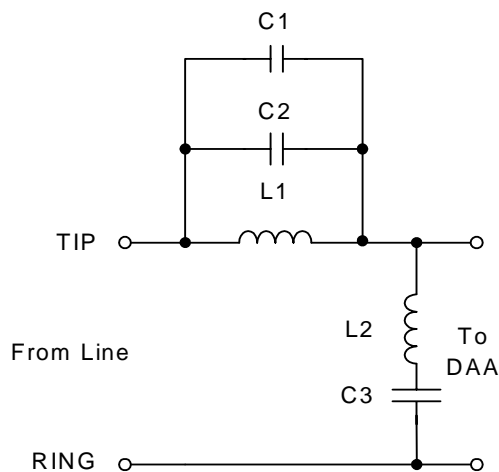 C1
C2
L1
TIP
From Line
L2
To
DAA
C3
RING